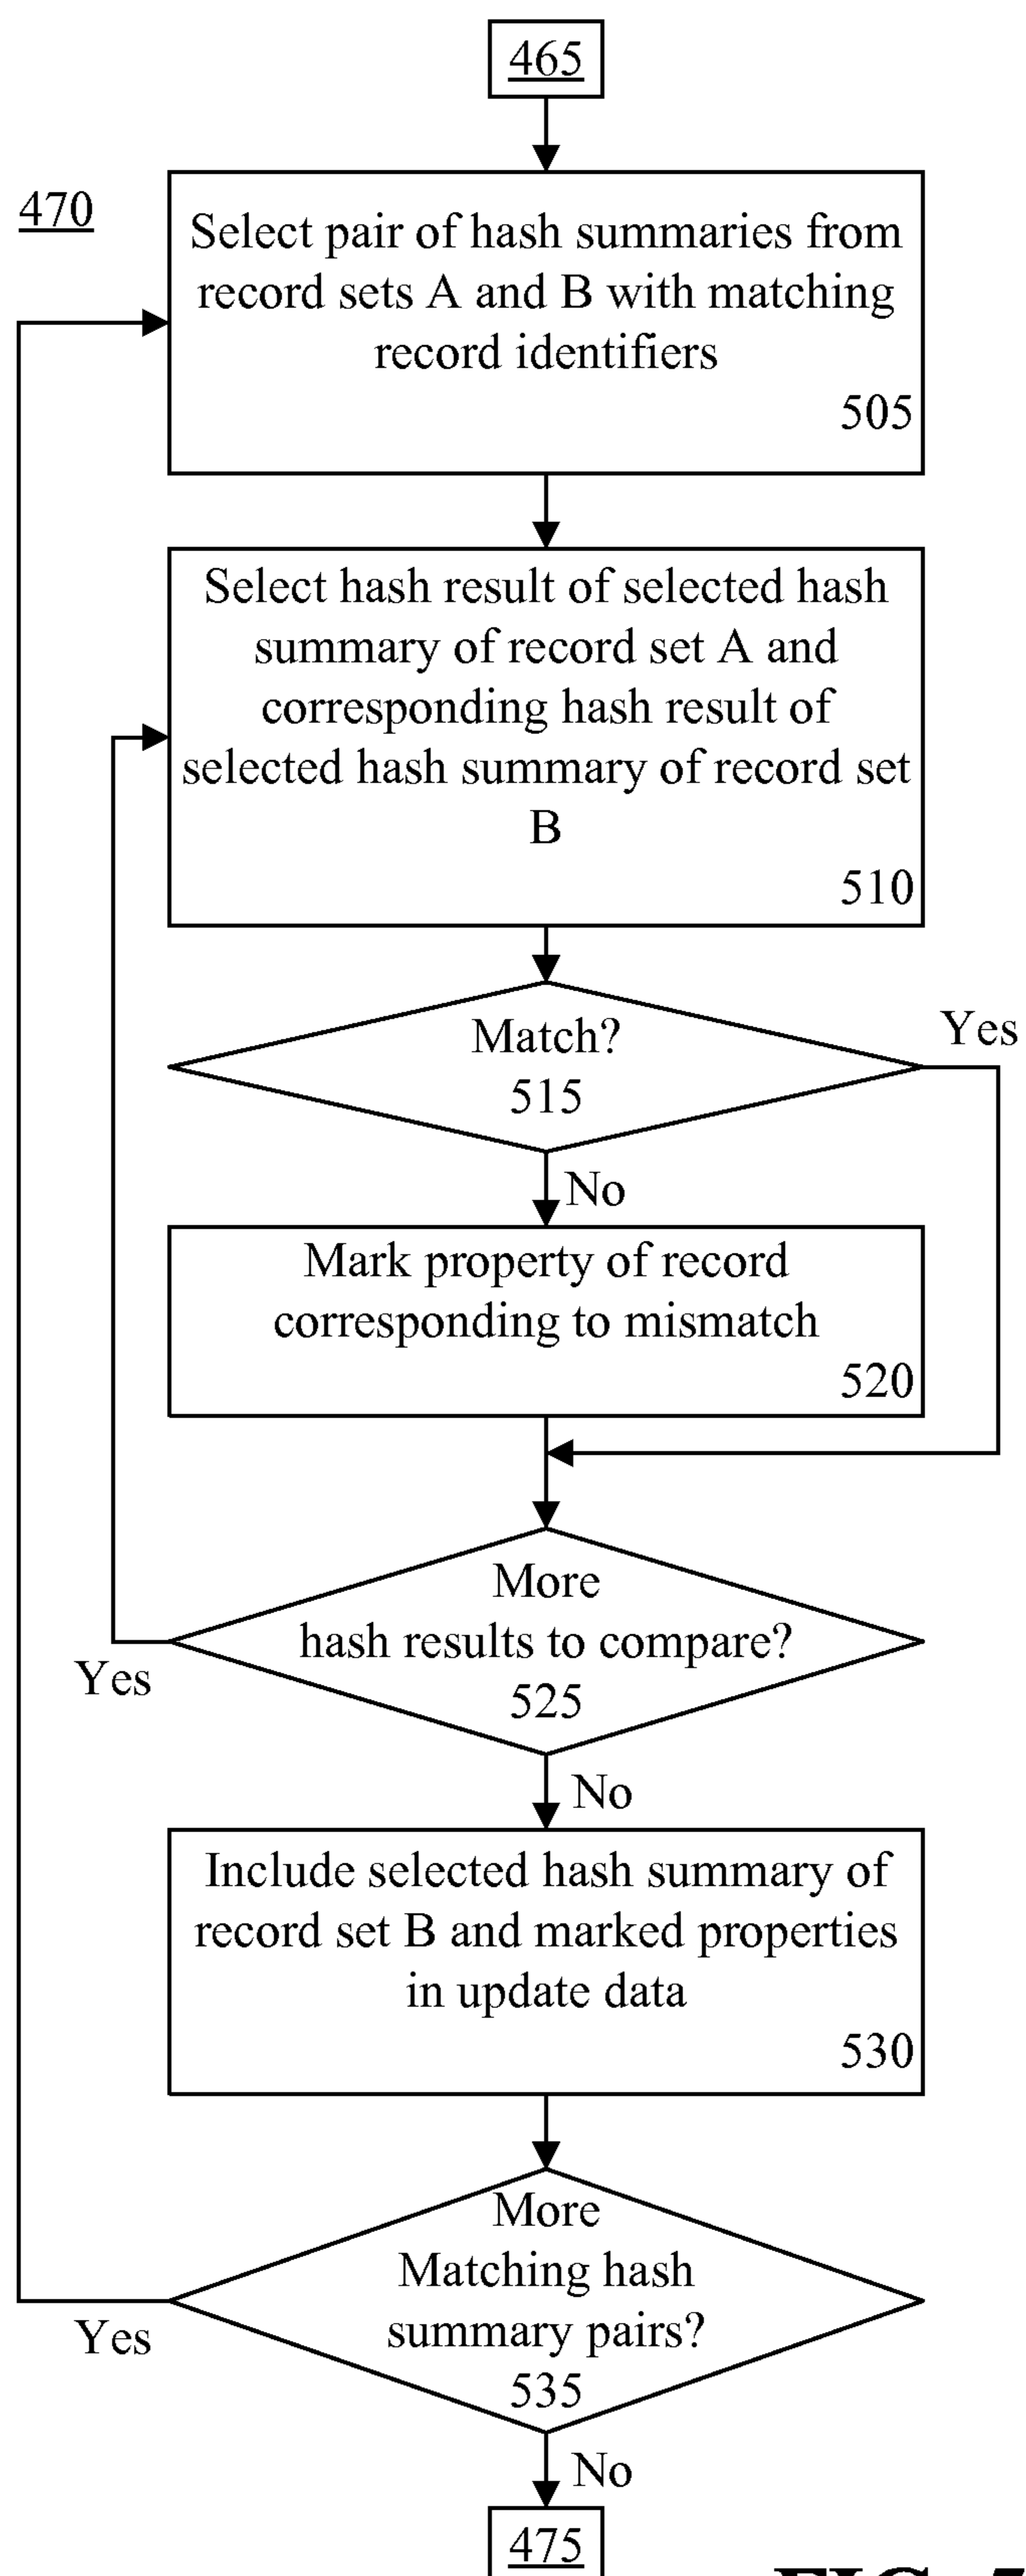 465
470
Select pair of hash summaries from
record sets A and B with matching
record identifiers
505
Select hash result of selected hash
summary of record set A and
corresponding hash result of
selected hash summary of record set
B
510
Match?
515
Yes
No
Mark property of record
corresponding to mismatch
520
More
hash results to compare?
525
Yes
No
Include selected hash summary of
record set B and marked properties
in update data
530
More
Matching hash
summary pairs?
535
Yes
No
475